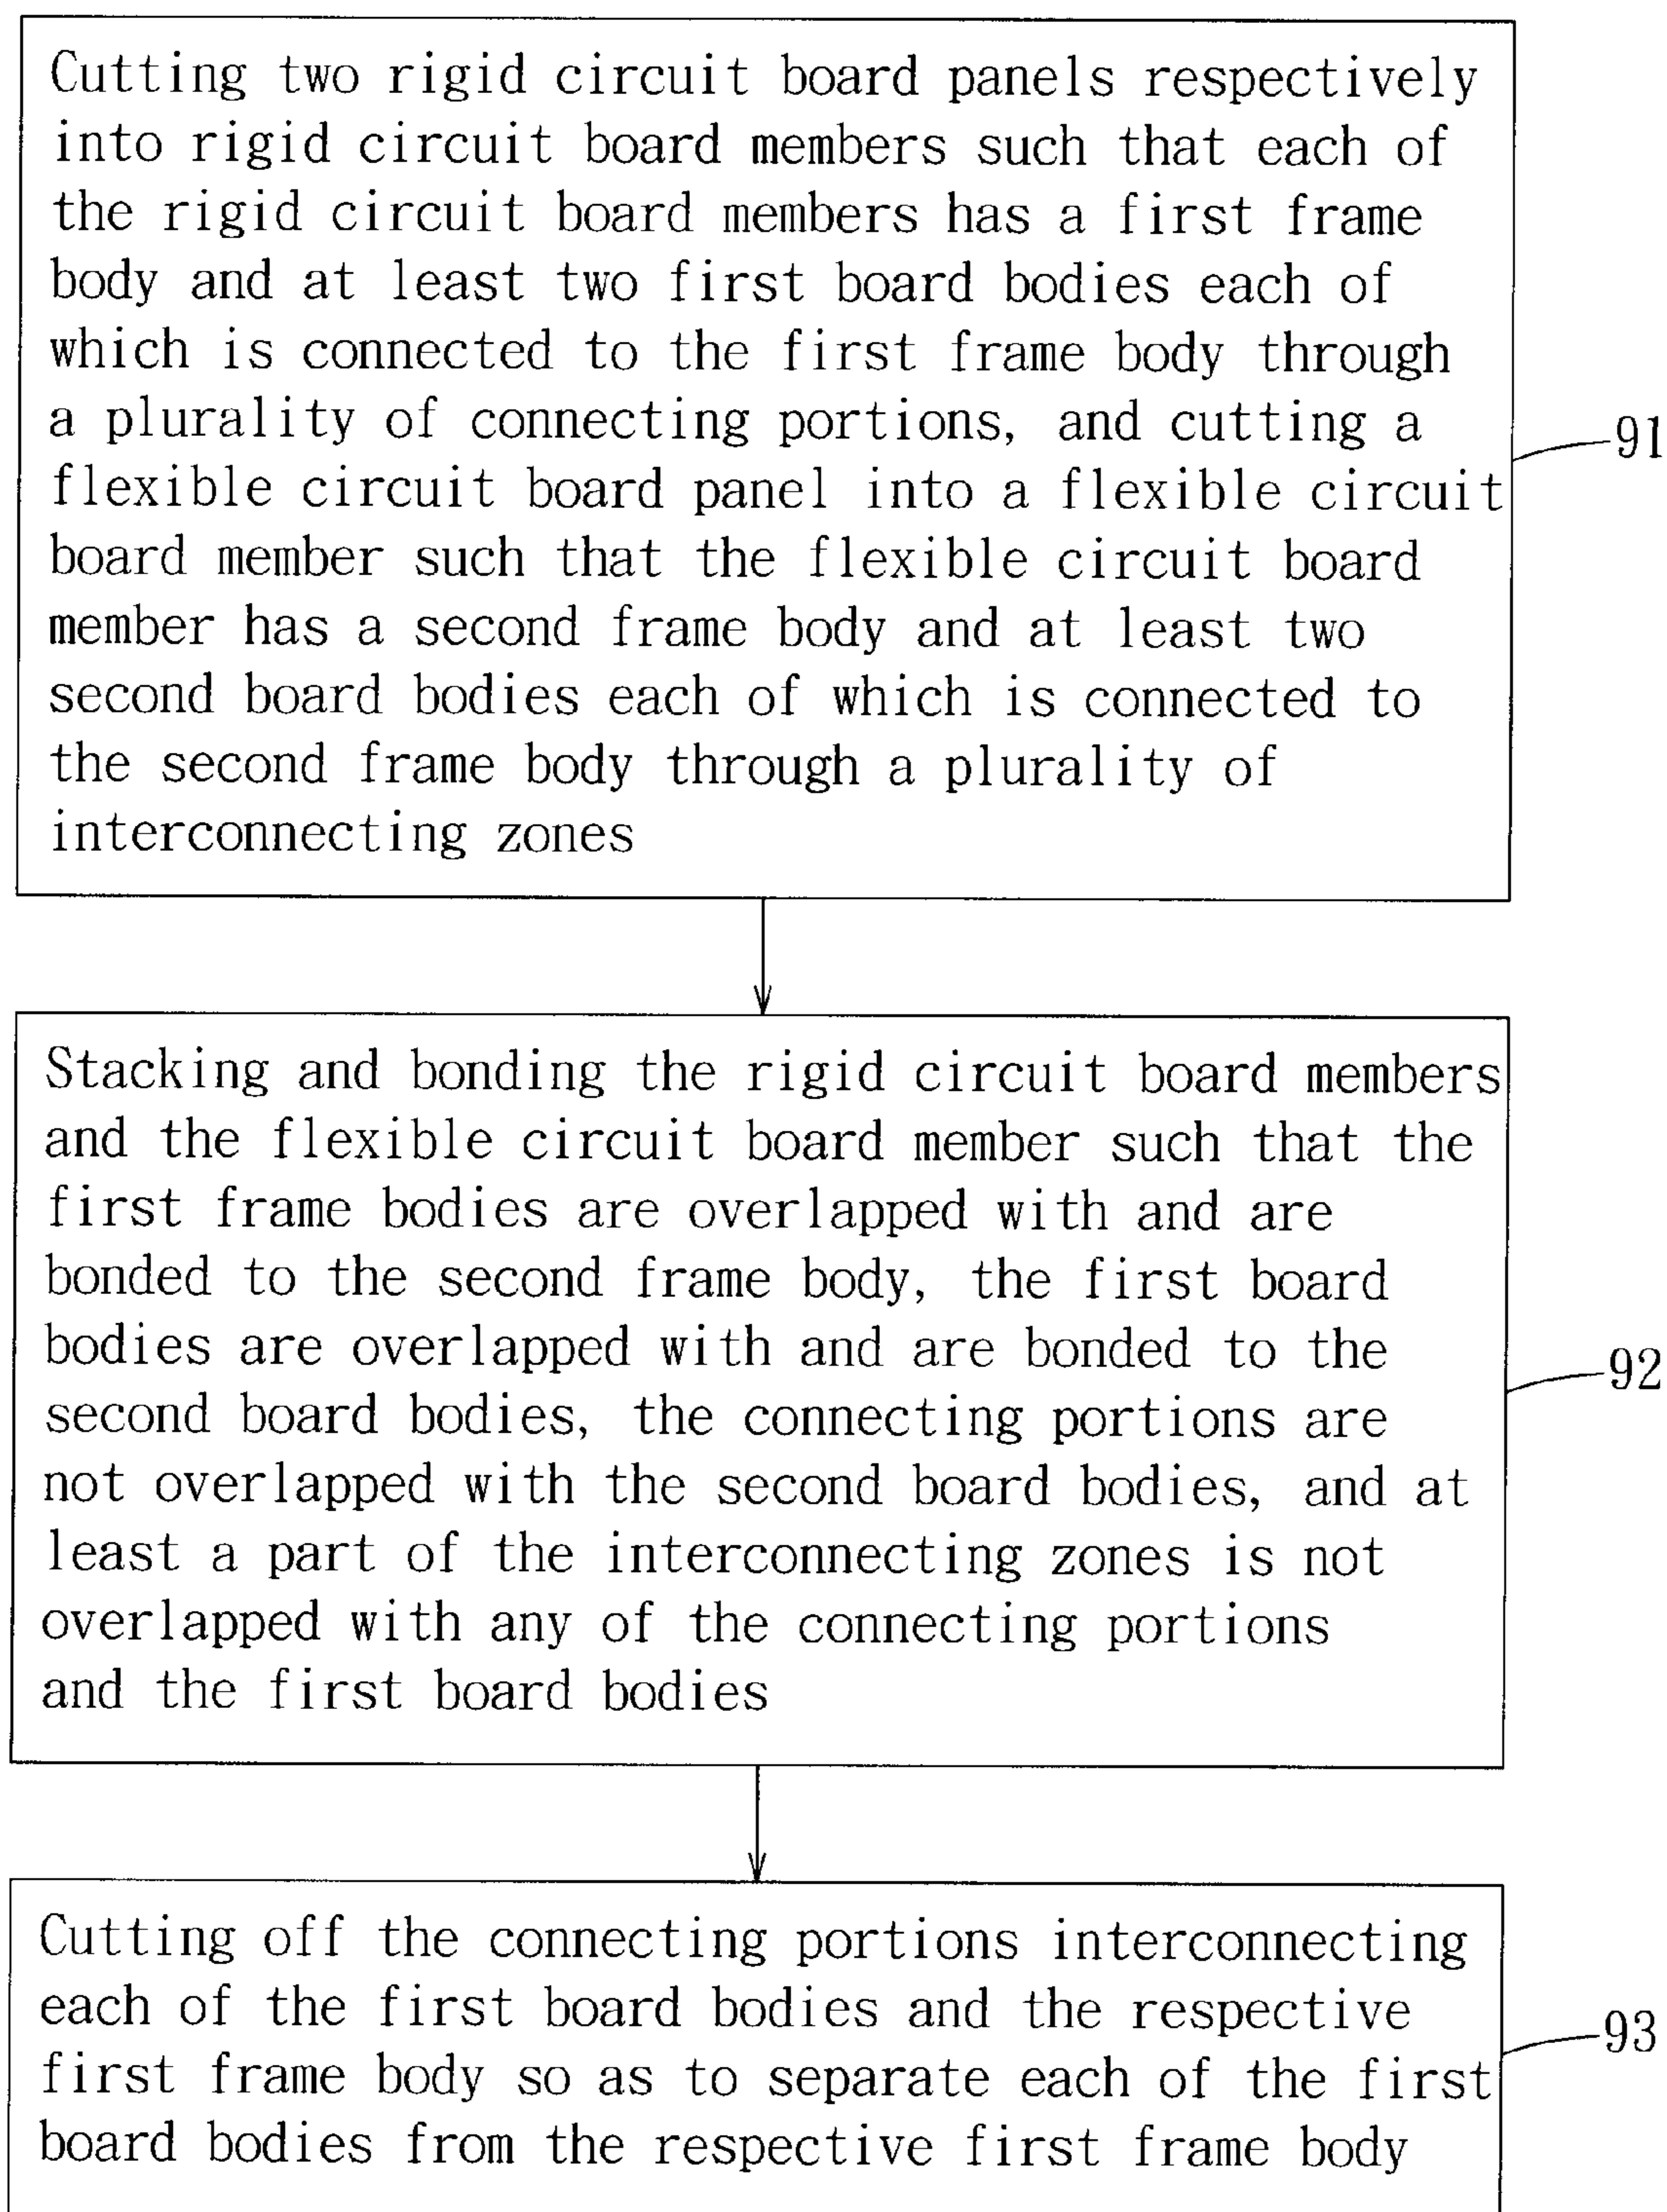 Cutting two rigid circuit board panels respectively
into rigid circuit board members such that each of
the rigid circuit board members has a first frame
body and at least two first board bodies each of
which is connected to the first frame body through
a plurality of connecting portions, and cutting a
flexible circuit board panel into a flexible circuit
board member such that the flexible circuit board
member has a second frame body and at least two
second board bodies each of which is connected to
the second frame body through a plurality of
interconnecting zones
91
Stacking and bonding the rigid circuit board members
and the flexible circuit board member such that the
first frame bodies are overlapped with and are
bonded to the second frame body, the first board
bodies are overlapped with and are bonded to the
second board bodies, the connecting portions are
not overlapped with the second board bodies, and at
least a part of the interconnecting zones is not
overlapped with any of the connecting portions
and the first board bodies
92
Cutting off the connecting portions interconnecting
each of the first board bodies and the respective
first frame body so as to separate each of the first
board bodies from the respective first frame body
93